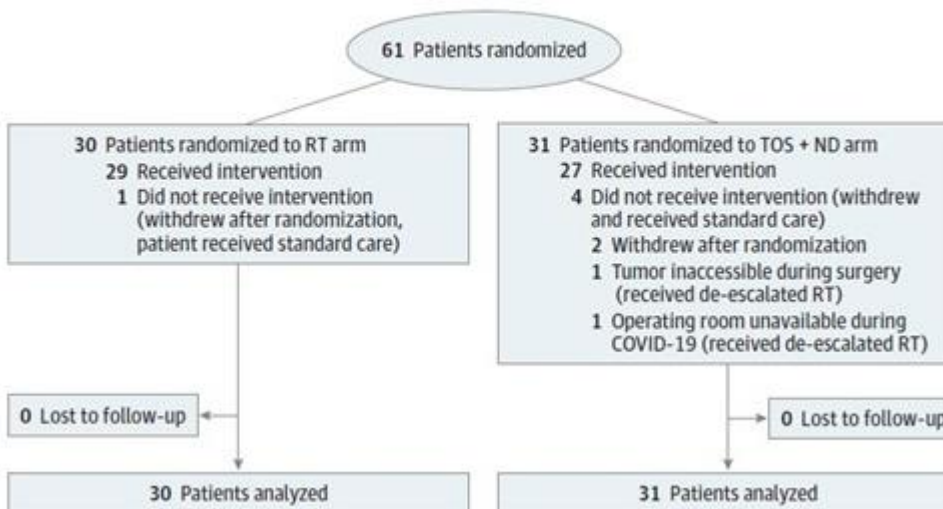 61 Patients randomized
30 Patients randomized to RT arm
29 Received intervention
1 Did not receive intervention
(withdrew after randomization,
patient received standard care)
31 Patients randomized to TOS + ND arm
27 Received intervention
4 Did not receive intervention (withdrew
and received standard care)
2 Withdrew after randomization
1 Tumor inaccessible during surgery
(received de-escalated RT)
1 Operating room unavailable during
COVID-19 (received de-escalated RT)
0 Lost to follow-up
0 Lost to follow-up
30 Patients analyzed
31 Patients analyzed